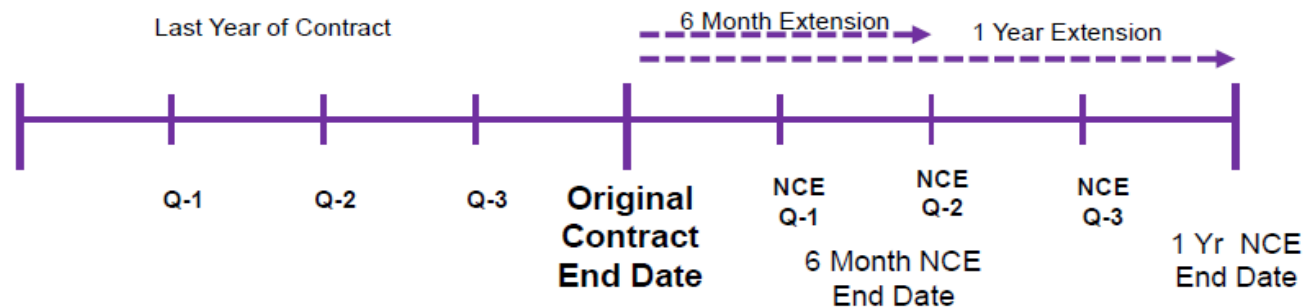 Last Year of Contract
6 Month Extension
1 Year Extension
Q-1
Q-2
Q-3
Original
Contract
End Date
NCE
Q-1
NCE
Q-2
NCE
Q-3
6 Month NCE
End Date
1 Yr  NCE
End Date